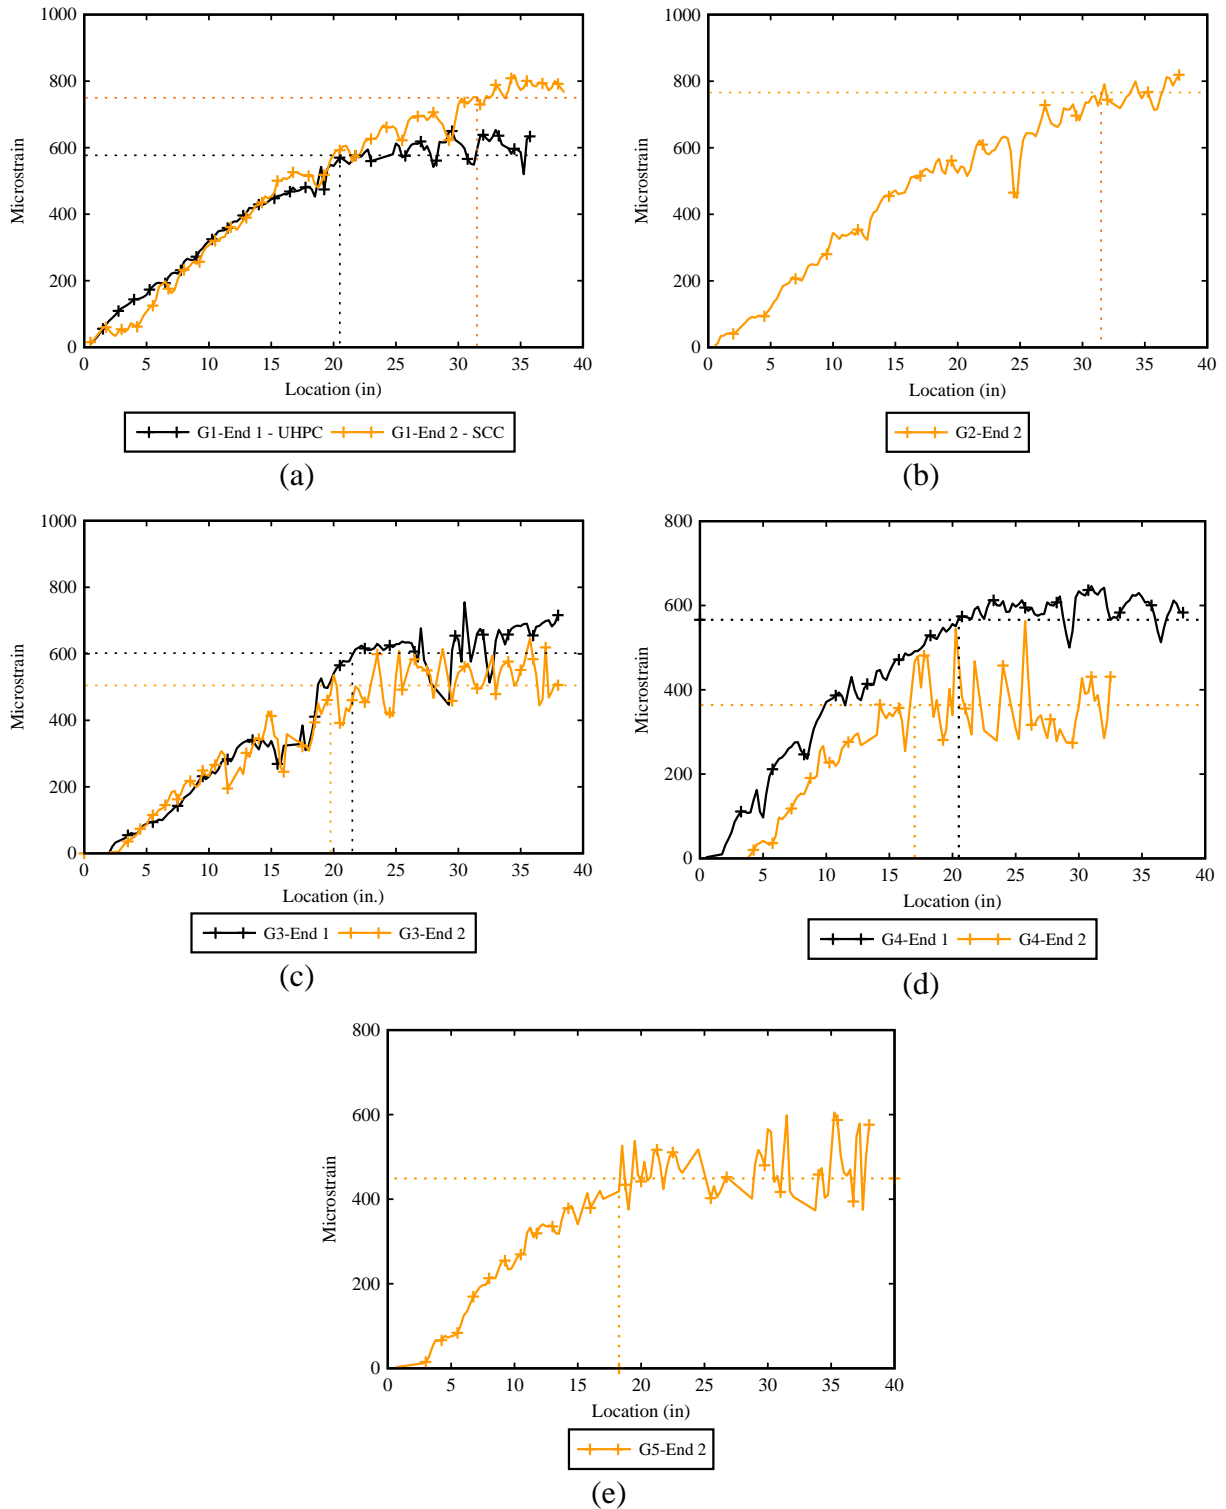 1000
800
600
400
200
0
Microstrain
0 5 10 15 20 25 30 35 40
Location (in)
G1-End 1 - UHPC G1-End 2 - SCC
(a)
1000
800
600
400
200
0
Microstrain
0 5 10 15 20 25 30 35 40
Location (in)
G2-End 2
(b)
1000
800
600
400
200
0
Microstrain
0 5 10 15 20 25 30 35 40
Location (in.)
G3-End 1 G3-End 2
(c)
800
600
400
200
0
Microstrain
0 5 10 15 20 25 30 35 40
Location (in)
G4-End 1 G4-End 2
(d)
800
600
400
200
0
Microstrain
0 5 10 15 20 25 30 35 40
Location (in)
G5-End 2
(e)